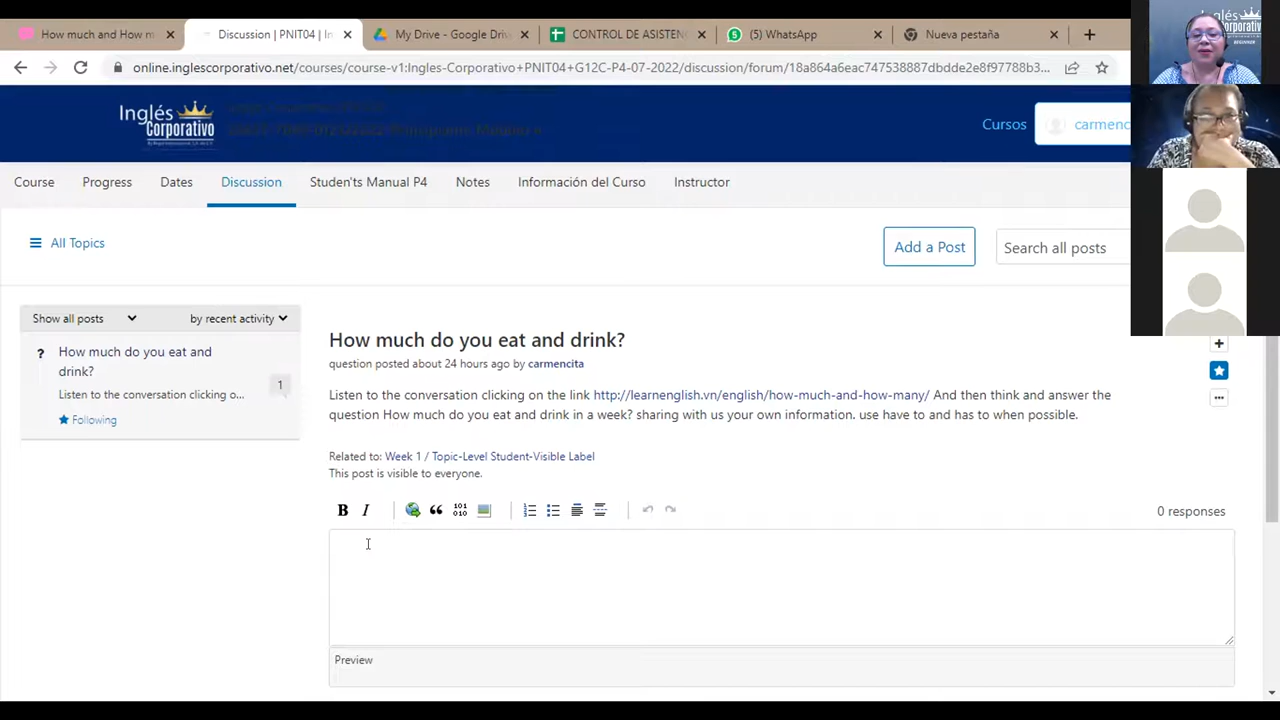 How much and How m
Discussion | PNIT04 | In
My Drive - Google Driv
CONTROL DE ASISTEN
(5) WhatsApp
Nueva pestaña
online.inglescorporativo.net/courses/course-v1:Ingles-Corporativo+PNIT04+G12C-P4-07-2022/discussion/forum/18a864a6eac747538887dbdde2e8f97788b3...
Inglés
Corporativo
Cursos
carmenc
Course
Progress
Dates
Discussion
Studen'ts Manual P4
Notes
Información del Curso
Instructor
All Topics
Add a Post
Search all posts
Show all posts
by recent activity
How much do you eat and
drink?
Listen to the conversation clicking o...
1
Following
How much do you eat and drink?
question posted about 24 hours ago by carmencita
Listen to the conversation clicking on the link http://learnenglish.vn/english/how-much-and-how-many/ And then think and answer the
question How much do you eat and drink in a week? sharing with us your own information. use have to and has to when possible.
Related to: Week 1 / Topic-Level Student-Visible Label
This post is visible to everyone.
B I
101
010
0 responses
Preview